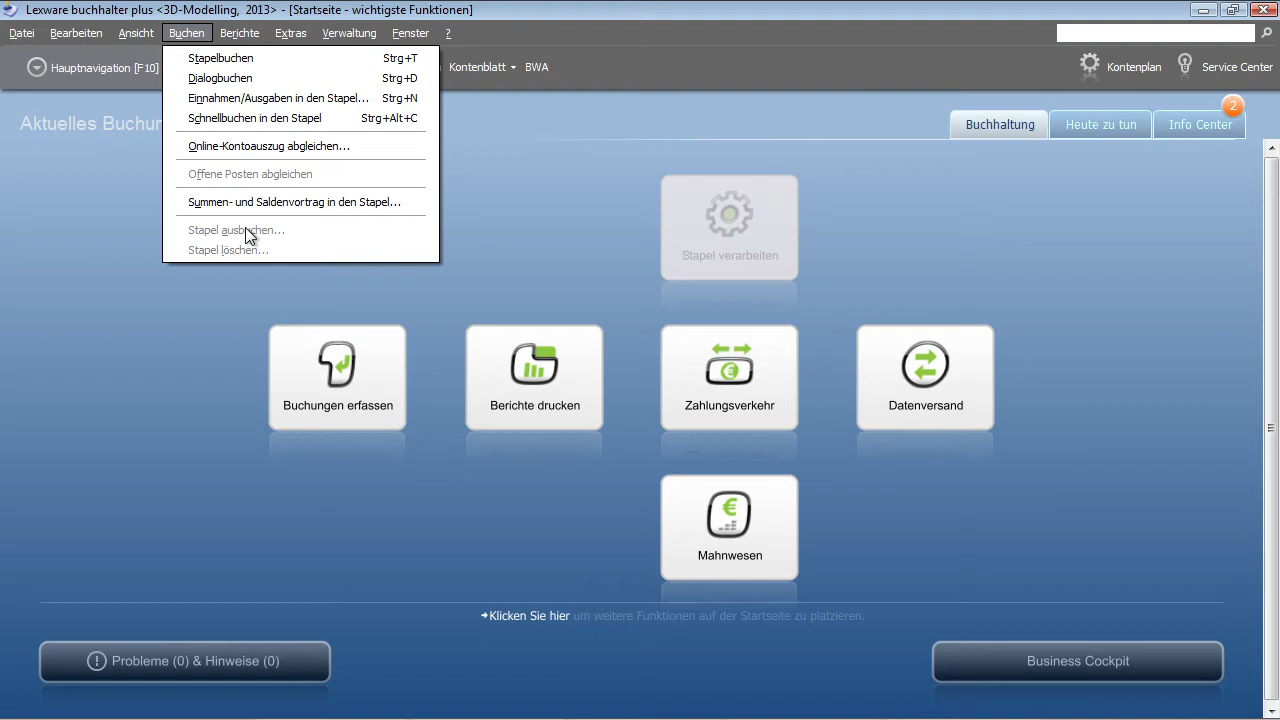 Lexware buchhalter plus <3D-Modelling, 2013> - [Startseite - wichtigste Funktionen]
Datei Bearbeiten Ansicht Buchen Berichte Extras Verwaltung Fenster ?
Hauptnavigation [F10] Kontenblatt BWA Kontenplan Service Center
Stapelbuchen Strg+T
Dialogbuchen Strg+D
Einnahmen/Ausgaben in den Stapel... Strg+N
Schnellbuchen in den Stapel Strg+Alt+C
Online-Kontoauszug abgleichen...
Offene Posten abgleichen
Summen- und Saldenvortrag in den Stapel...
Stapel ausbuchen...
Stapel löschen...
Aktuelles Buchun
2
Buchhaltung Heute zu tun Info Center
Stapel verarbeiten
Buchungen erfassen Berichte drucken Zahlungsverkehr Datenversand
Mahnwesen
Klicken Sie hier um weitere Funktionen auf der Startseite zu platzieren.
Probleme (0) & Hinweise (0) Business Cockpit